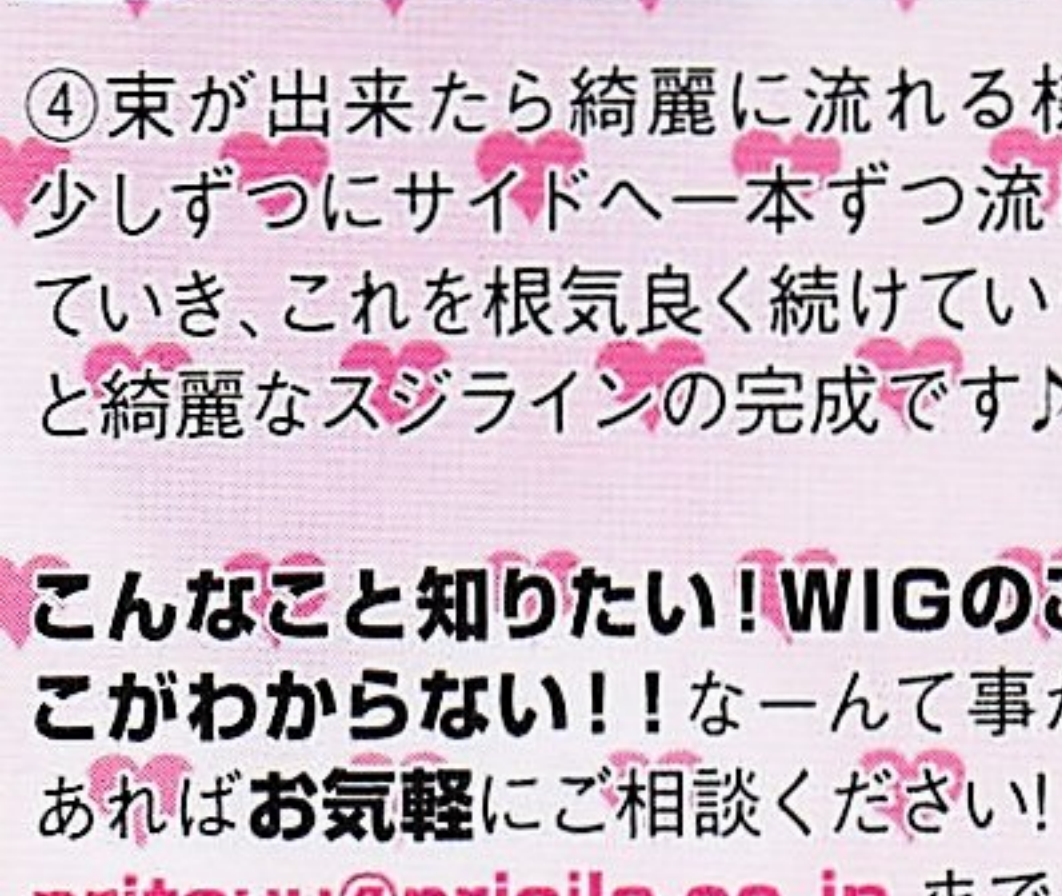 ④束が出来たら綺麗に流れる
少しずつにサイドへ一本ずつ流
ていき、これを根気良く続けてい
と綺麗なスジラインの完成です♪
こんなこと知りたい!WIGのこ
こがわからない!!なーんて事が
あればお気軽にご相談ください!
まで